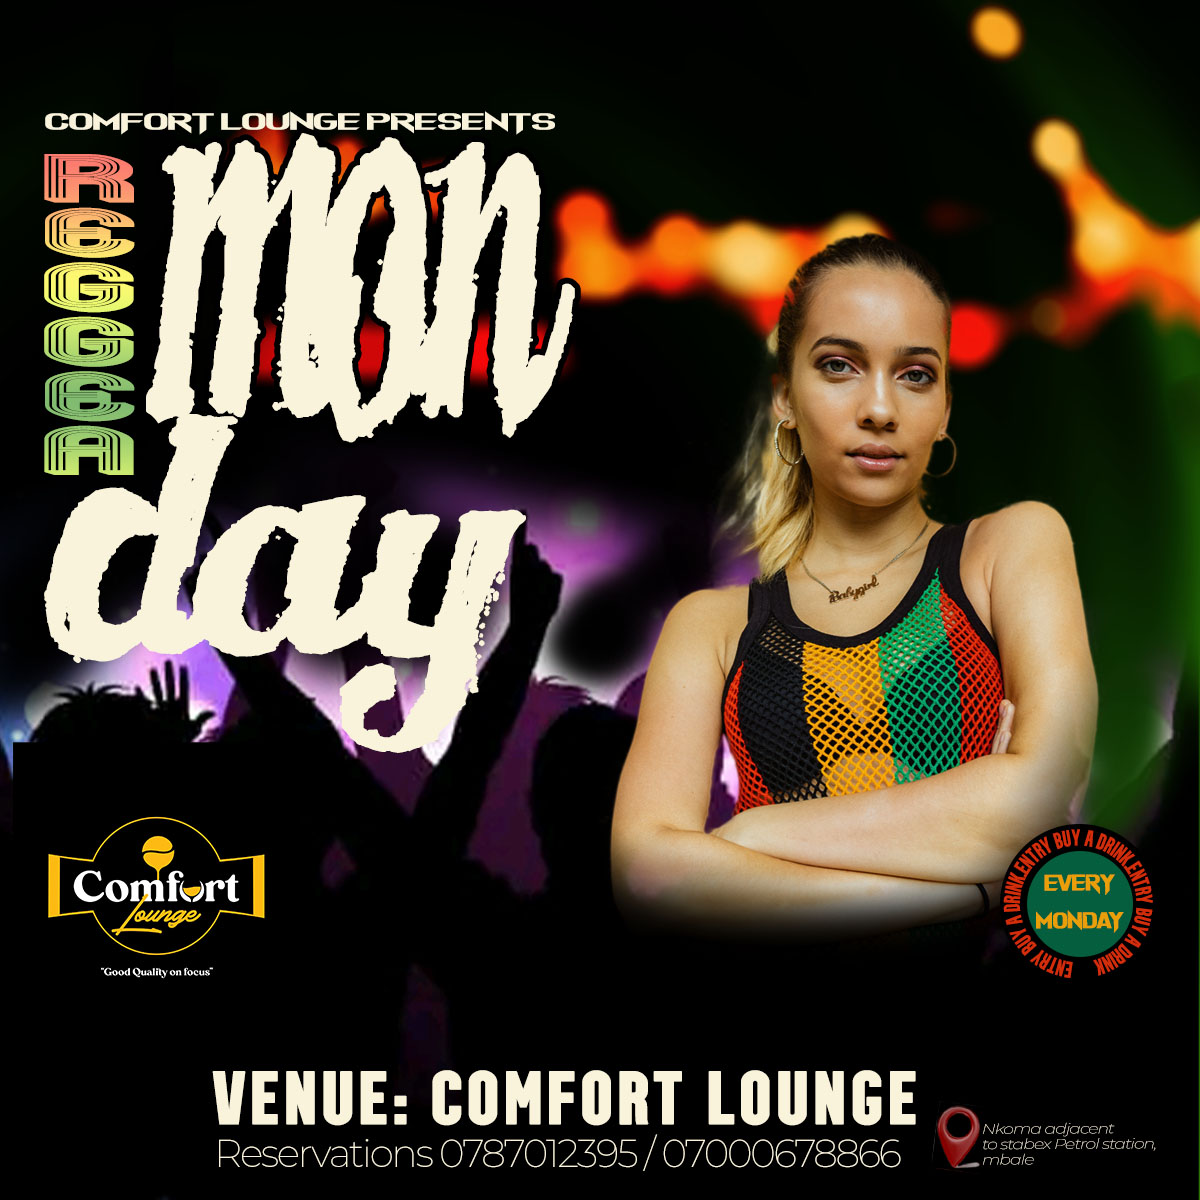 COMFORT LOUNGE PRESENTS
REGGEA
mon
day
Babygirl
Comfort
Lounge
"Good Quality on focus"
ENTRY BUY A DRINK.ENTRY BUY A DRINK.ENTRY BUY A DRINK
EVERY
MONDAY
VENUE: COMFORT LOUNGE
Reservations 0787012395 / 07000678866
Nkoma adjacent
to stabex Petrol station,
mbale